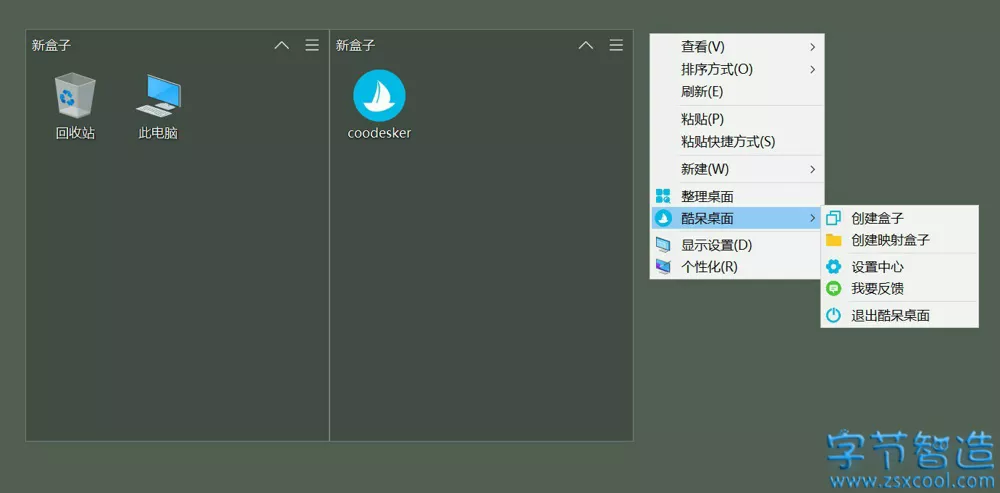 新盒子
回收站
此电脑
新盒子
coodesker
查看(V)
排序方式(O)
刷新(E)
粘贴(P)
粘贴快捷方式(S)
新建(W)
整理桌面
酷呆桌面
显示设置(D)
个性化(R)
创建盒子
创建映射盒子
设置中心
我要反馈
退出酷呆桌面
字节智造
www.zsxcool.com